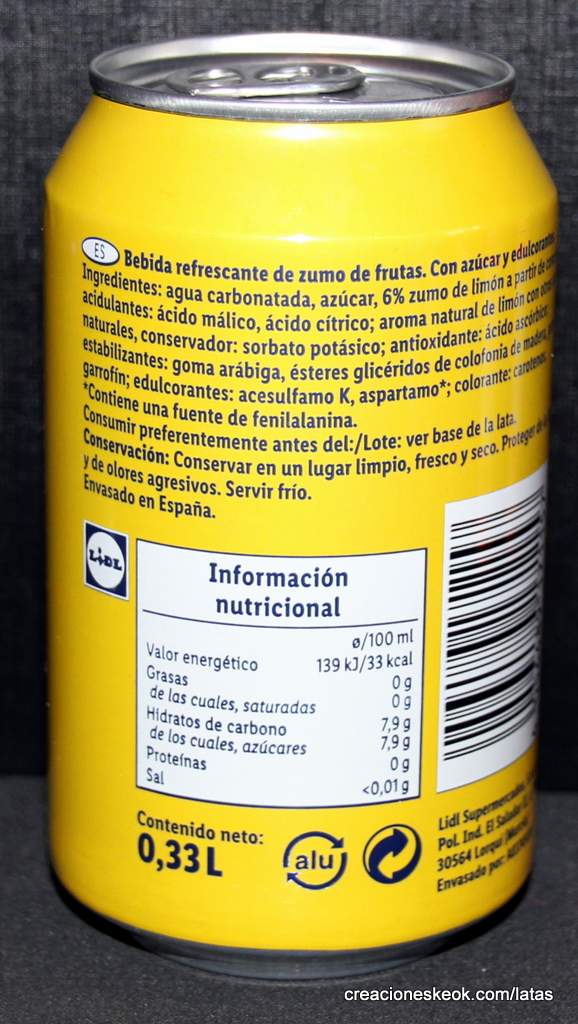 ES Bebida refrescante de zumo de frutas. Con azúcar y edulcorantes
Ingredientes: agua carbonatada, azúcar, 6% zumo de limón a partir de
acidulantes: ácido málico, ácido cítrico; aroma natural de limón con
naturales, conservador: sorbato potásico; antioxidante: ácido ascórbico;
estabilizantes: goma arábiga, ésteres glicéridos de colofonia de madera,
garrofín; edulcorantes: acesulfamo K, aspartamo*; colorante:
*Contiene una fuente de fenilalanina.
Consumir preferentemente antes del:/Lote: ver base de la lata.
Conservación: Conservar en un lugar limpio, fresco y seco. Proteger
y de olores agresivos. Servir frío.
Envasado en España.
LIDL
Información
nutricional
ø/100 ml
Valor energético 139 kJ/33 kcal
Grasas 0 g
de las cuales, saturadas 0 g
Hidratos de carbono 7,9 g
de los cuales, azúcares 7,9 g
Proteínas 0 g
Sal <0,01 g
Contenido neto:
0,33L
alu
Lidl Supermercados,
Pol. Ind. El Salado
30564 Lorquí
Envasado por:
creacioneskeok.com/latas